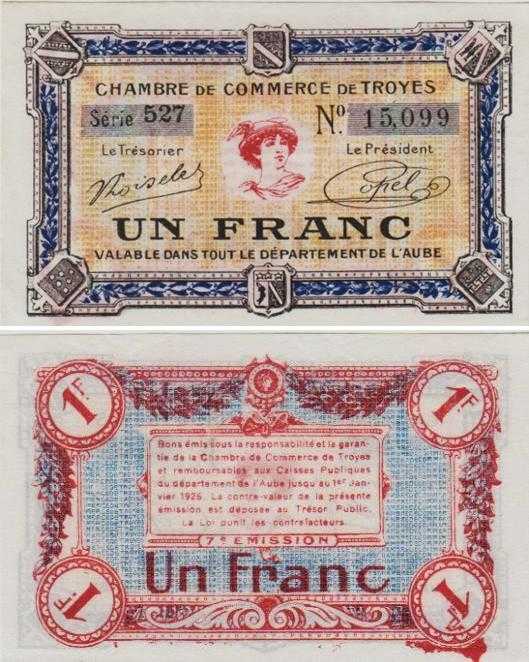 CHAMBRE DE COMMERCE DE TROYES
Série 527 No. 15,099
Le Trésorier Le Président
UN FRANC
VALABLE DANS TOUT LE DÉPARTEMENT DE L'AUBE
1F. 1F.
Bons émis sous la responsabilité et la garan-
tie de la Chambre de Commerce de Troyes
et remboursables aux Caisses Publiques
du département de l'Aube jusqu au 1er Jan-
vier 1926. La contre-valeur de la présente
émission est déposée au Trésor Public.
La Loi punit les contrefacteurs.
7e EMISSION
Un Franc
1F. 1